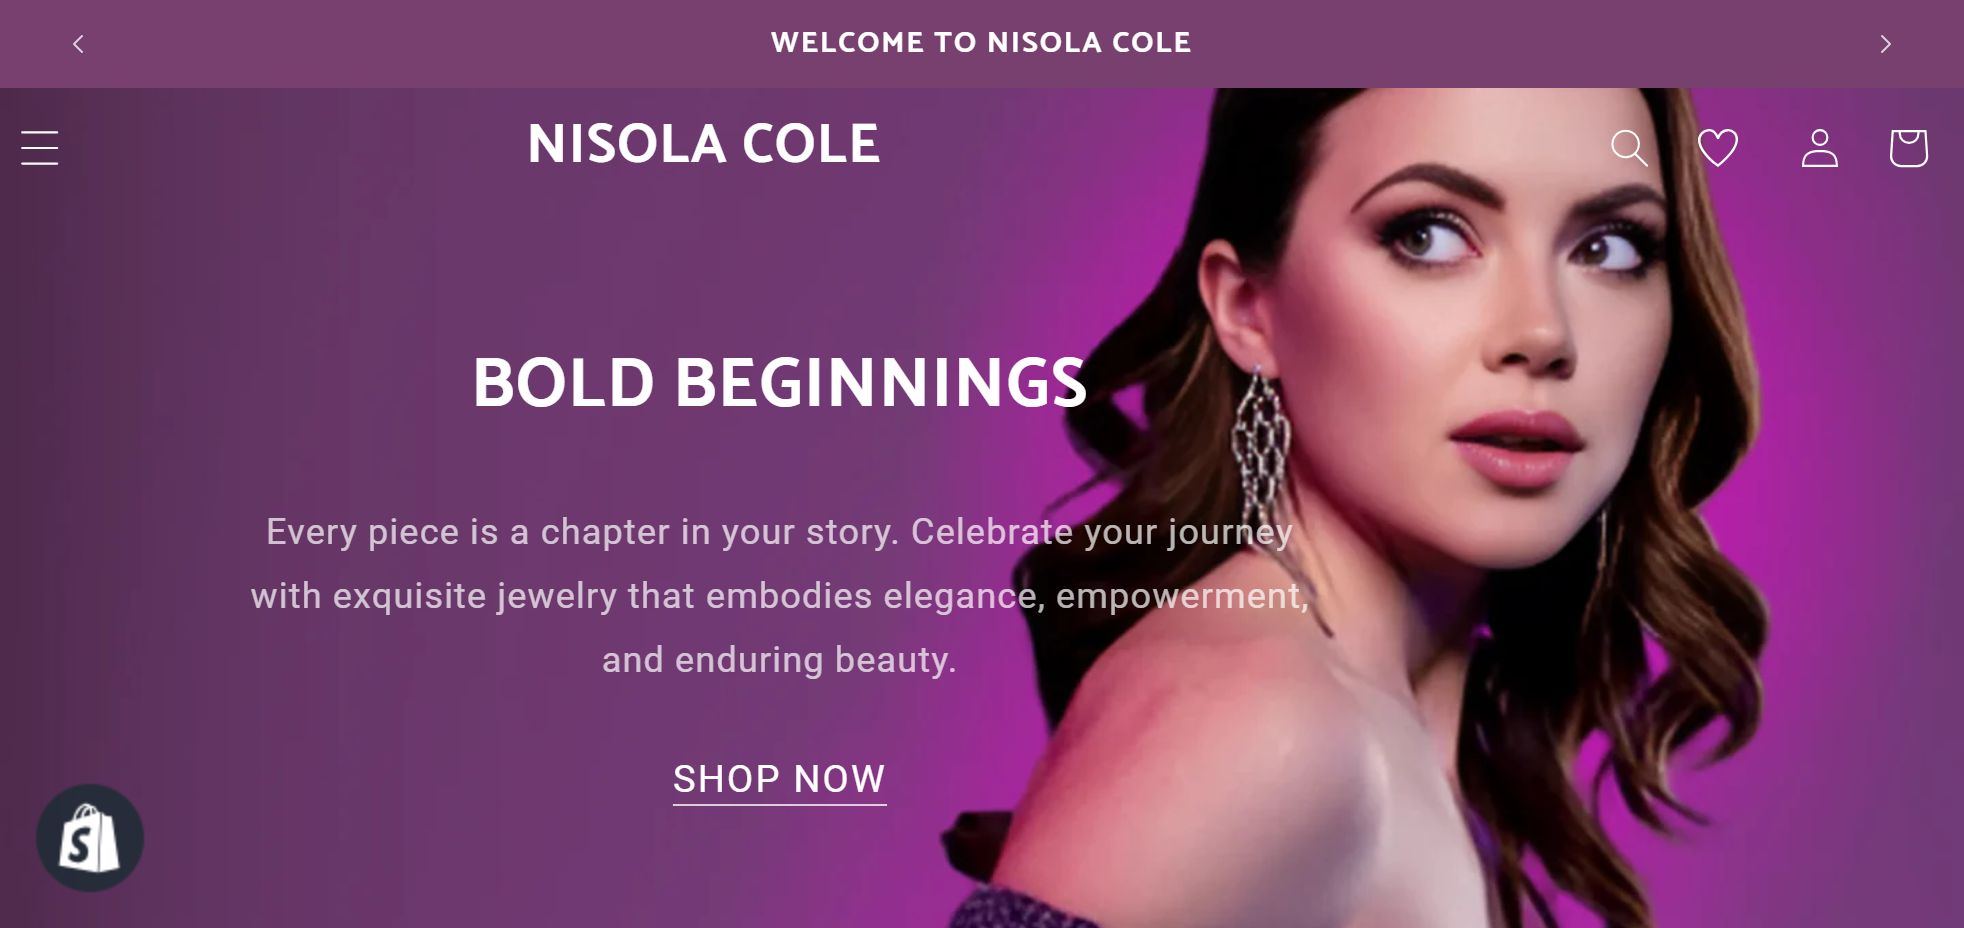 WELCOME TO NISOLA COLE
NISOLA COLE
BOLD BEGINNINGS
Every piece is a chapter in your story. Celebrate your journey
with exquisite jewelry that embodies elegance, empowerment,
and enduring beauty.
SHOP NOW
S